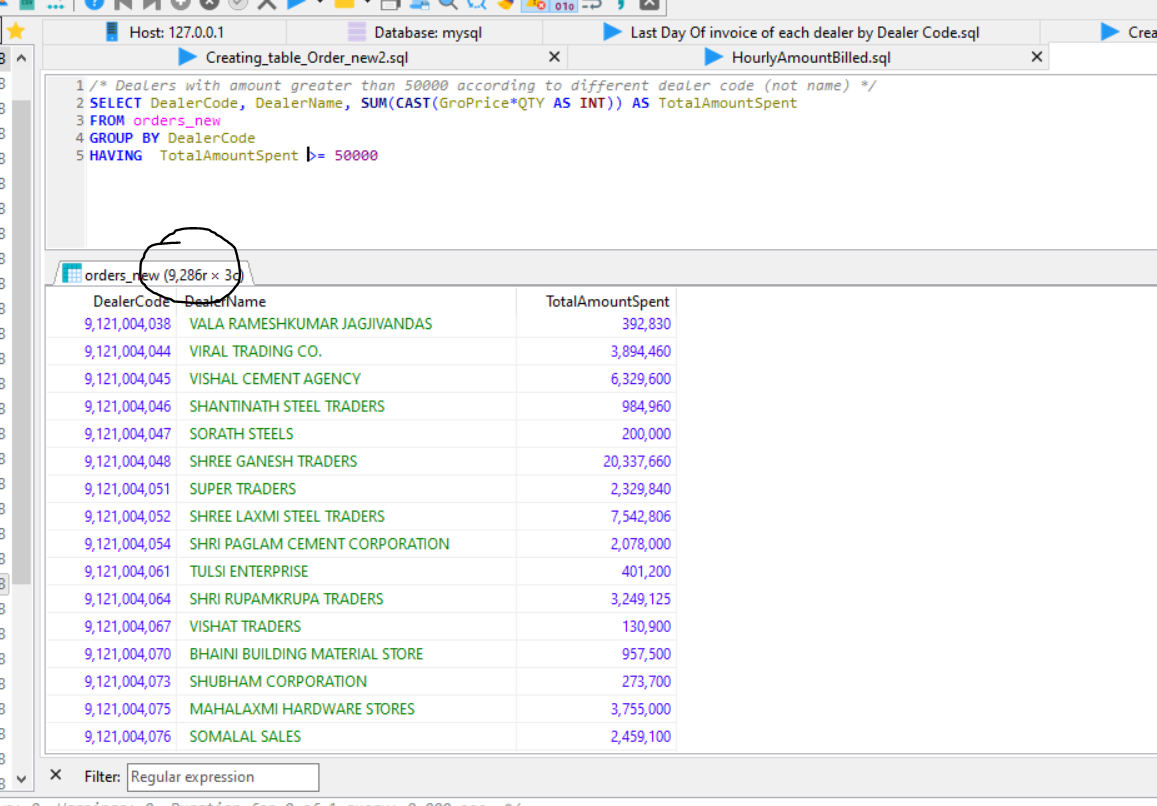 Host: 127.0.0.1 Database: mysql Last Day Of invoice of each dealer by Dealer Code.sql
Creating_table_Order_new2.sql HourlyAmountBilled.sql
1 /* Dealers with amount greater than 50000 according to different dealer code (not name) */
2 SELECT DealerCode, DealerName, SUM(CAST(GroPrice*QTY AS INT)) AS TotalAmountSpent
3 FROM orders_new
4 GROUP BY DealerCode
5 HAVING TotalAmountSpent >= 50000
orders_new (9,286r × 3c)
DealerCode DealerName TotalAmountSpent
9,121,004,038 VALA RAMESHKUMAR JAGJIVANDAS 392,830
9,121,004,044 VIRAL TRADING CO. 3,894,460
9,121,004,045 VISHAL CEMENT AGENCY 6,329,600
9,121,004,046 SHANTINATH STEEL TRADERS 984,960
9,121,004,047 SORATH STEELS 200,000
9,121,004,048 SHREE GANESH TRADERS 20,337,660
9,121,004,051 SUPER TRADERS 2,329,840
9,121,004,052 SHREE LAXMI STEEL TRADERS 7,542,806
9,121,004,054 SHRI PAGLAM CEMENT CORPORATION 2,078,000
9,121,004,061 TULSI ENTERPRISE 401,200
9,121,004,064 SHRI RUPAMKRUPA TRADERS 3,249,125
9,121,004,067 VISHAT TRADERS 130,900
9,121,004,070 BHAINI BUILDING MATERIAL STORE 957,500
9,121,004,073 SHUBHAM CORPORATION 273,700
9,121,004,075 MAHALAXMI HARDWARE STORES 3,755,000
9,121,004,076 SOMALAL SALES 2,459,100
Filter: Regular expression